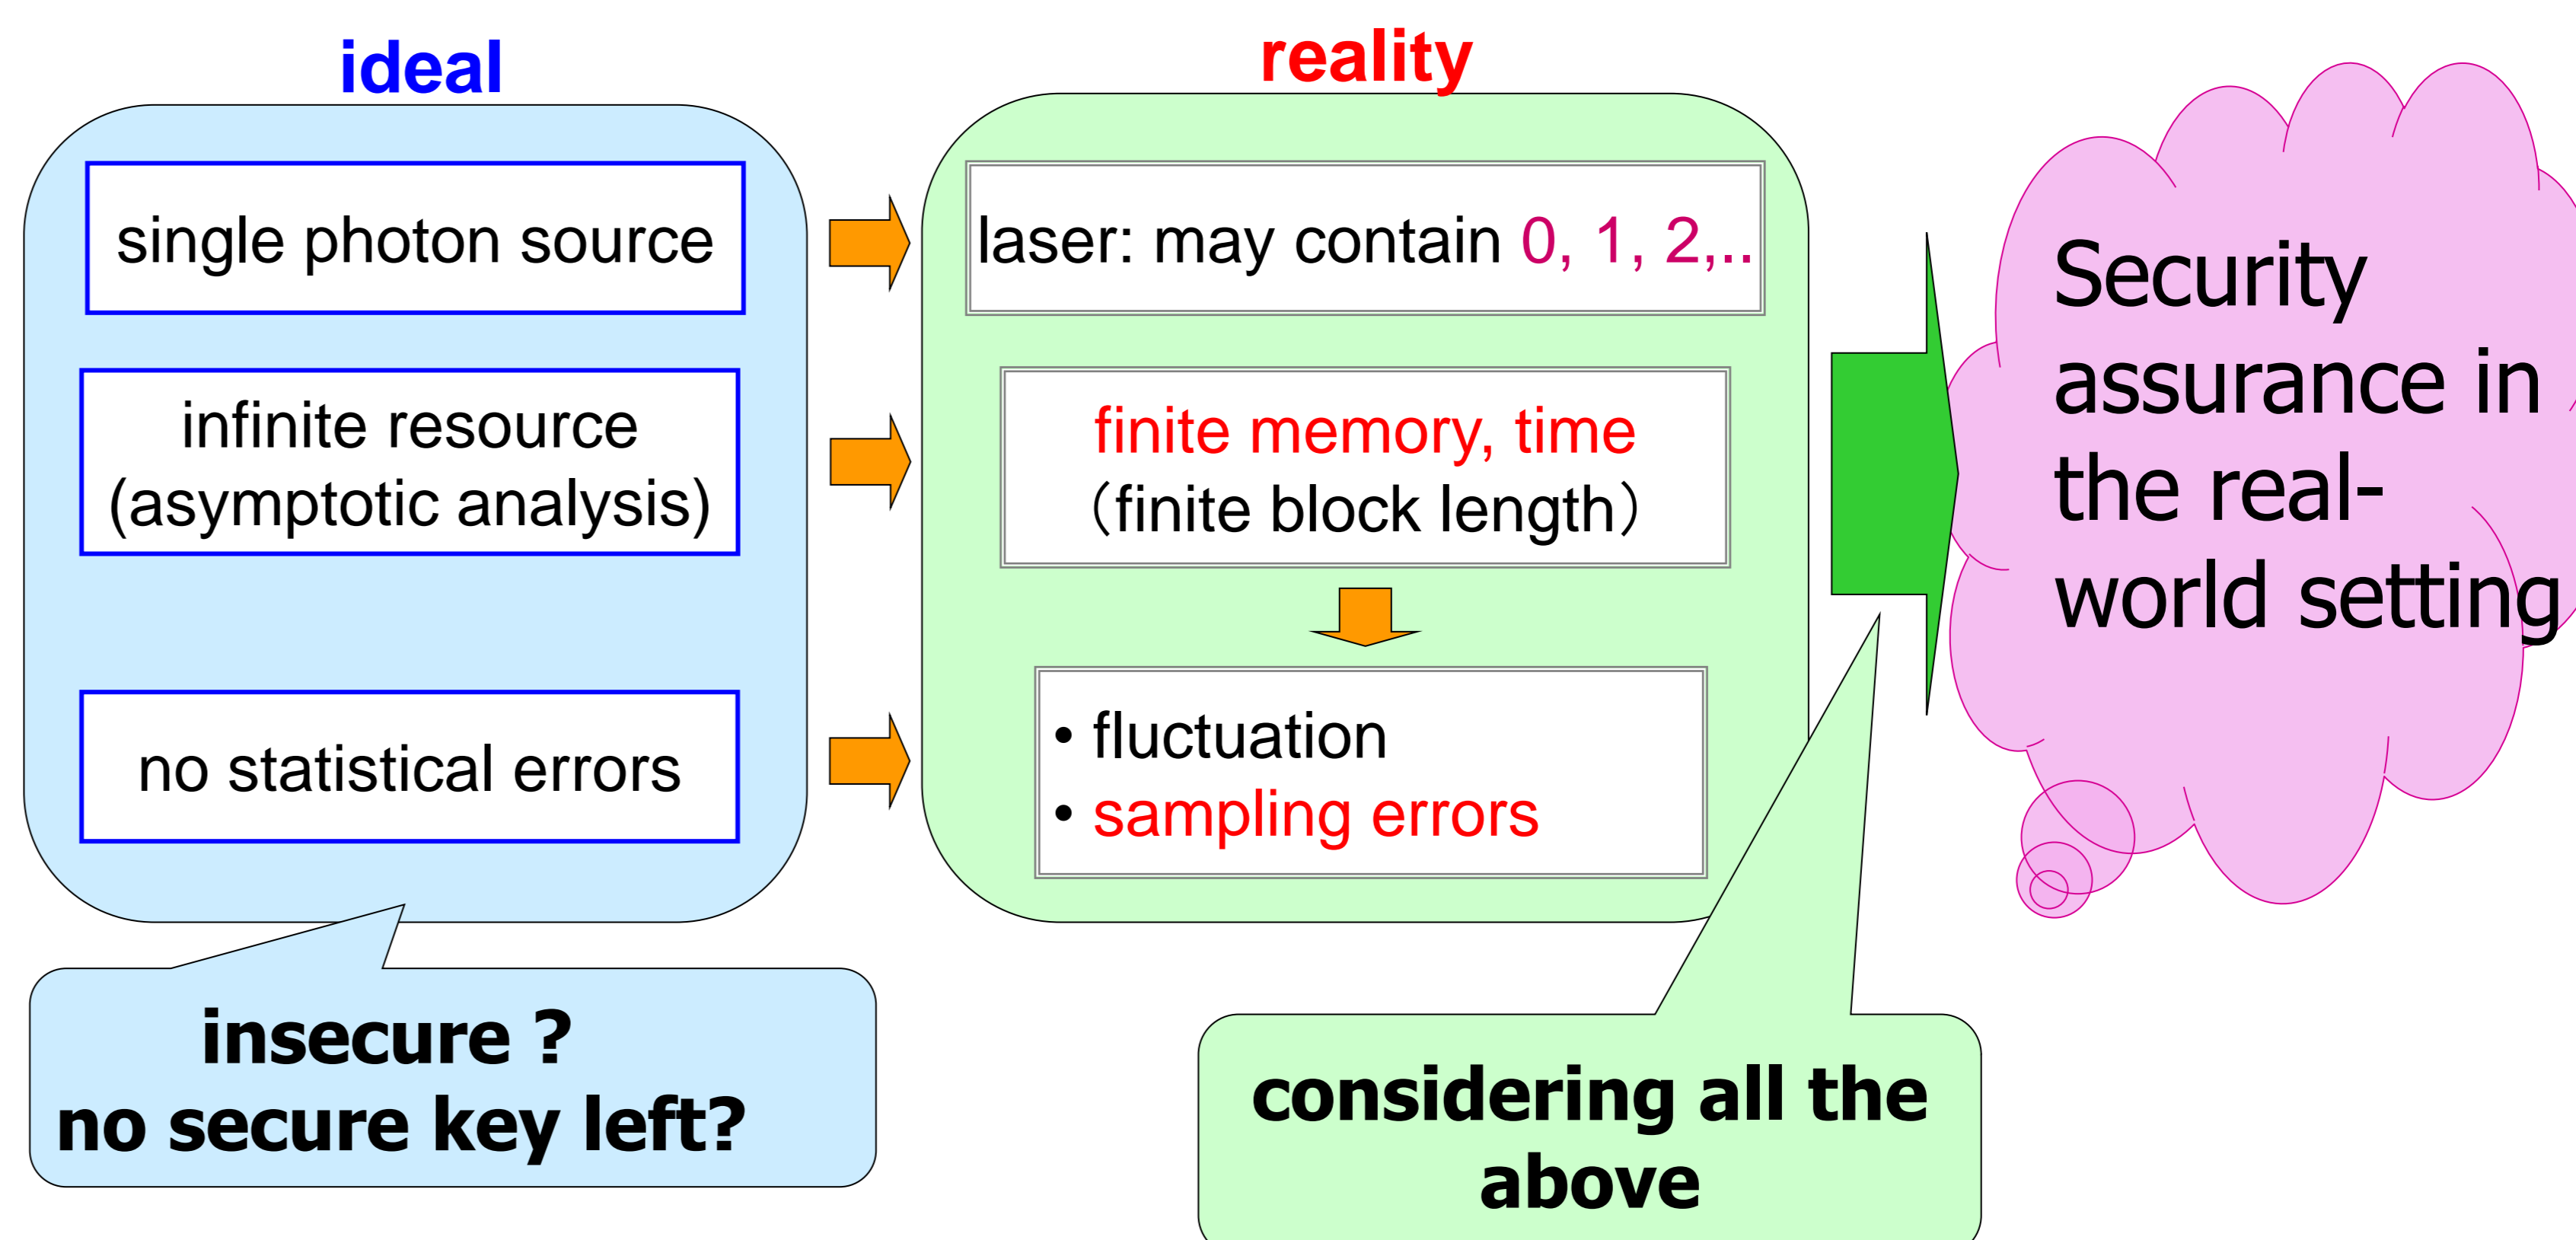 ideal
single photon source
infinite resource
(asymptotic analysis)
no statistical errors
insecure ?
no secure key left?
reality
laser: may contain 0, 1, 2,..
finite memory, time
（finite block length）
• fluctuation
• sampling errors
considering all the
above
Security
assurance in
the real-
world setting